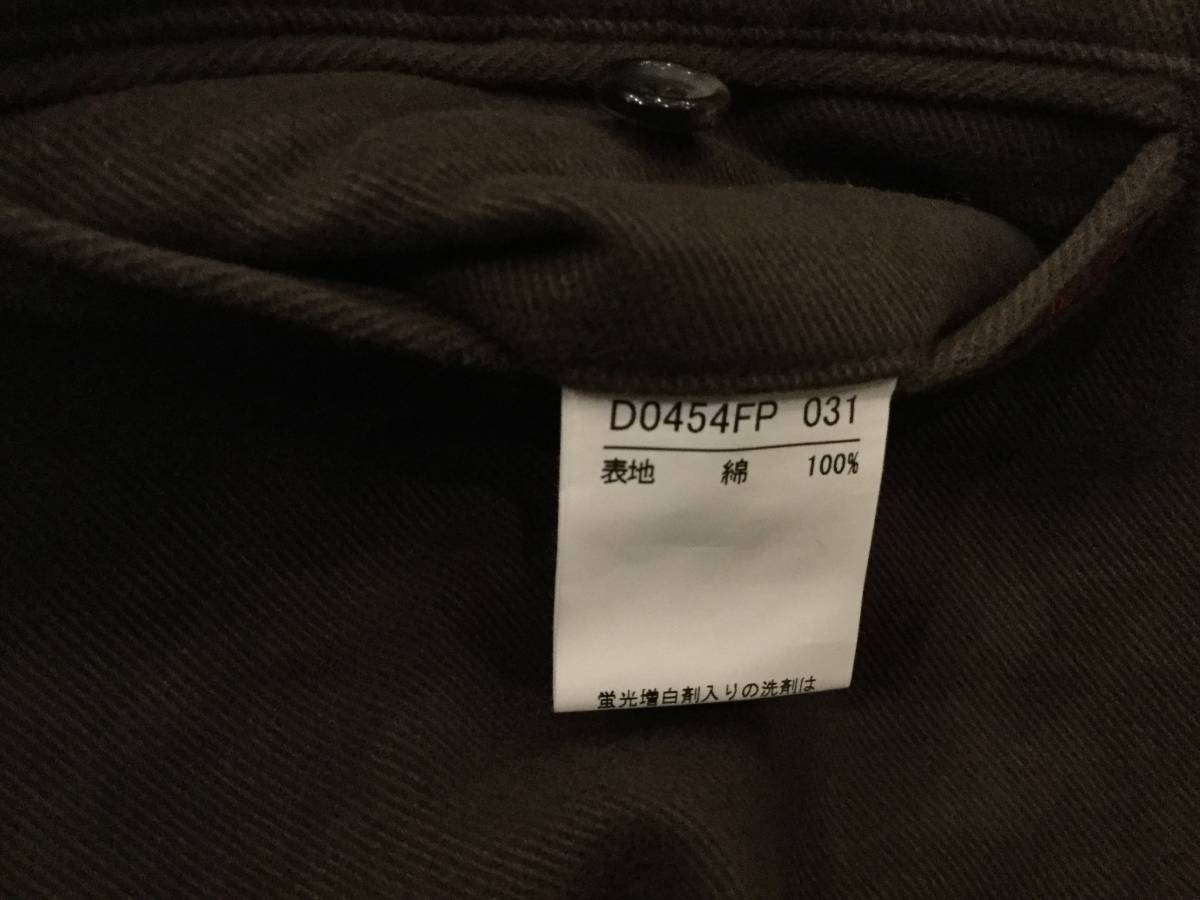 D0454FP 031
表地 綿 100%
蛍光増白剤入りの洗剤は